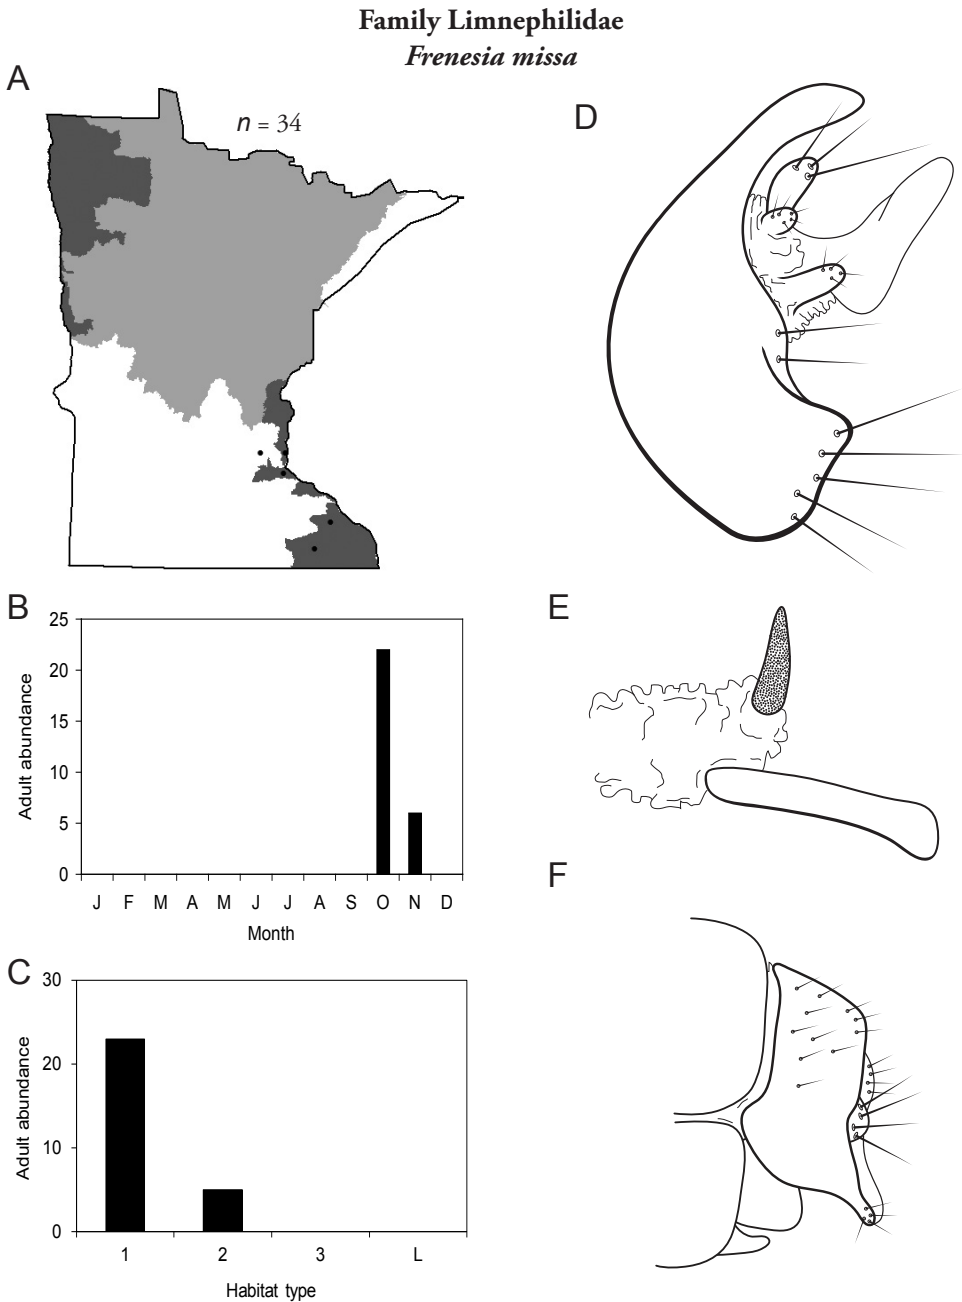 Family Limnephilidae
Frenesia missa
A
n = 34
D
B
25
20
15
10
5
0
Adult abundance
J F M A M J J A S O N D
Month
E
C
30
20
10
0
Adult abundance
1 2 3 L
Habitat type
F